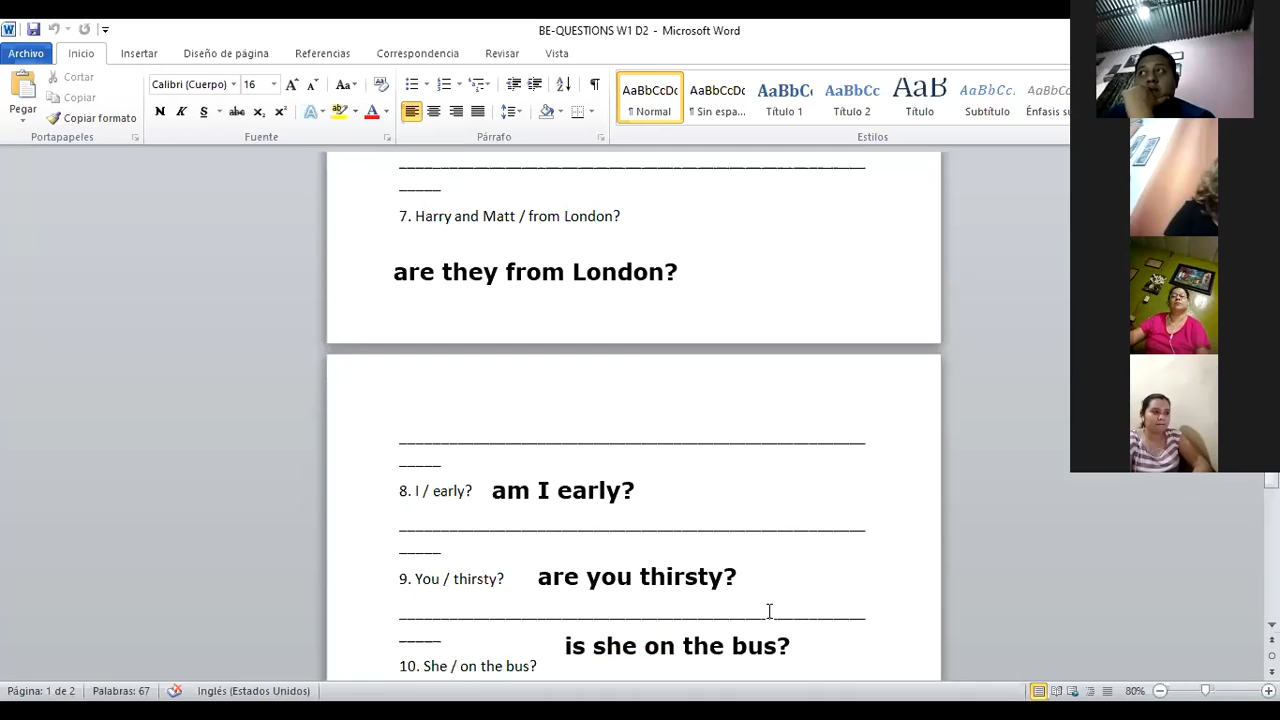 BE-QUESTIONS W1 D2 - Microsoft Word
Archivo Inicio Insertar Diseño de página Referencias Correspondencia Revisar Vista
Pegar
Cortar
Copiar
Copiar formato
Portapapeles
Calibri (Cuerpo) 16
N K S abc x₂ x²
Fuente
Párrafo
AaBbCcDc AaBbCcDc AaBbC AaBbCc AaB AaBbCc. AaBbCcDc
¶ Normal ¶ Sin espa... Título 1 Título 2 Título Subtítulo Énfasis su
Estilos
7. Harry and Matt / from London?
are they from London?
8. I / early? am I early?
9. You / thirsty? are you thirsty?
is she on the bus?
10. She / on the bus?
Página: 1 de 2 Palabras: 67 Inglés (Estados Unidos) 80%